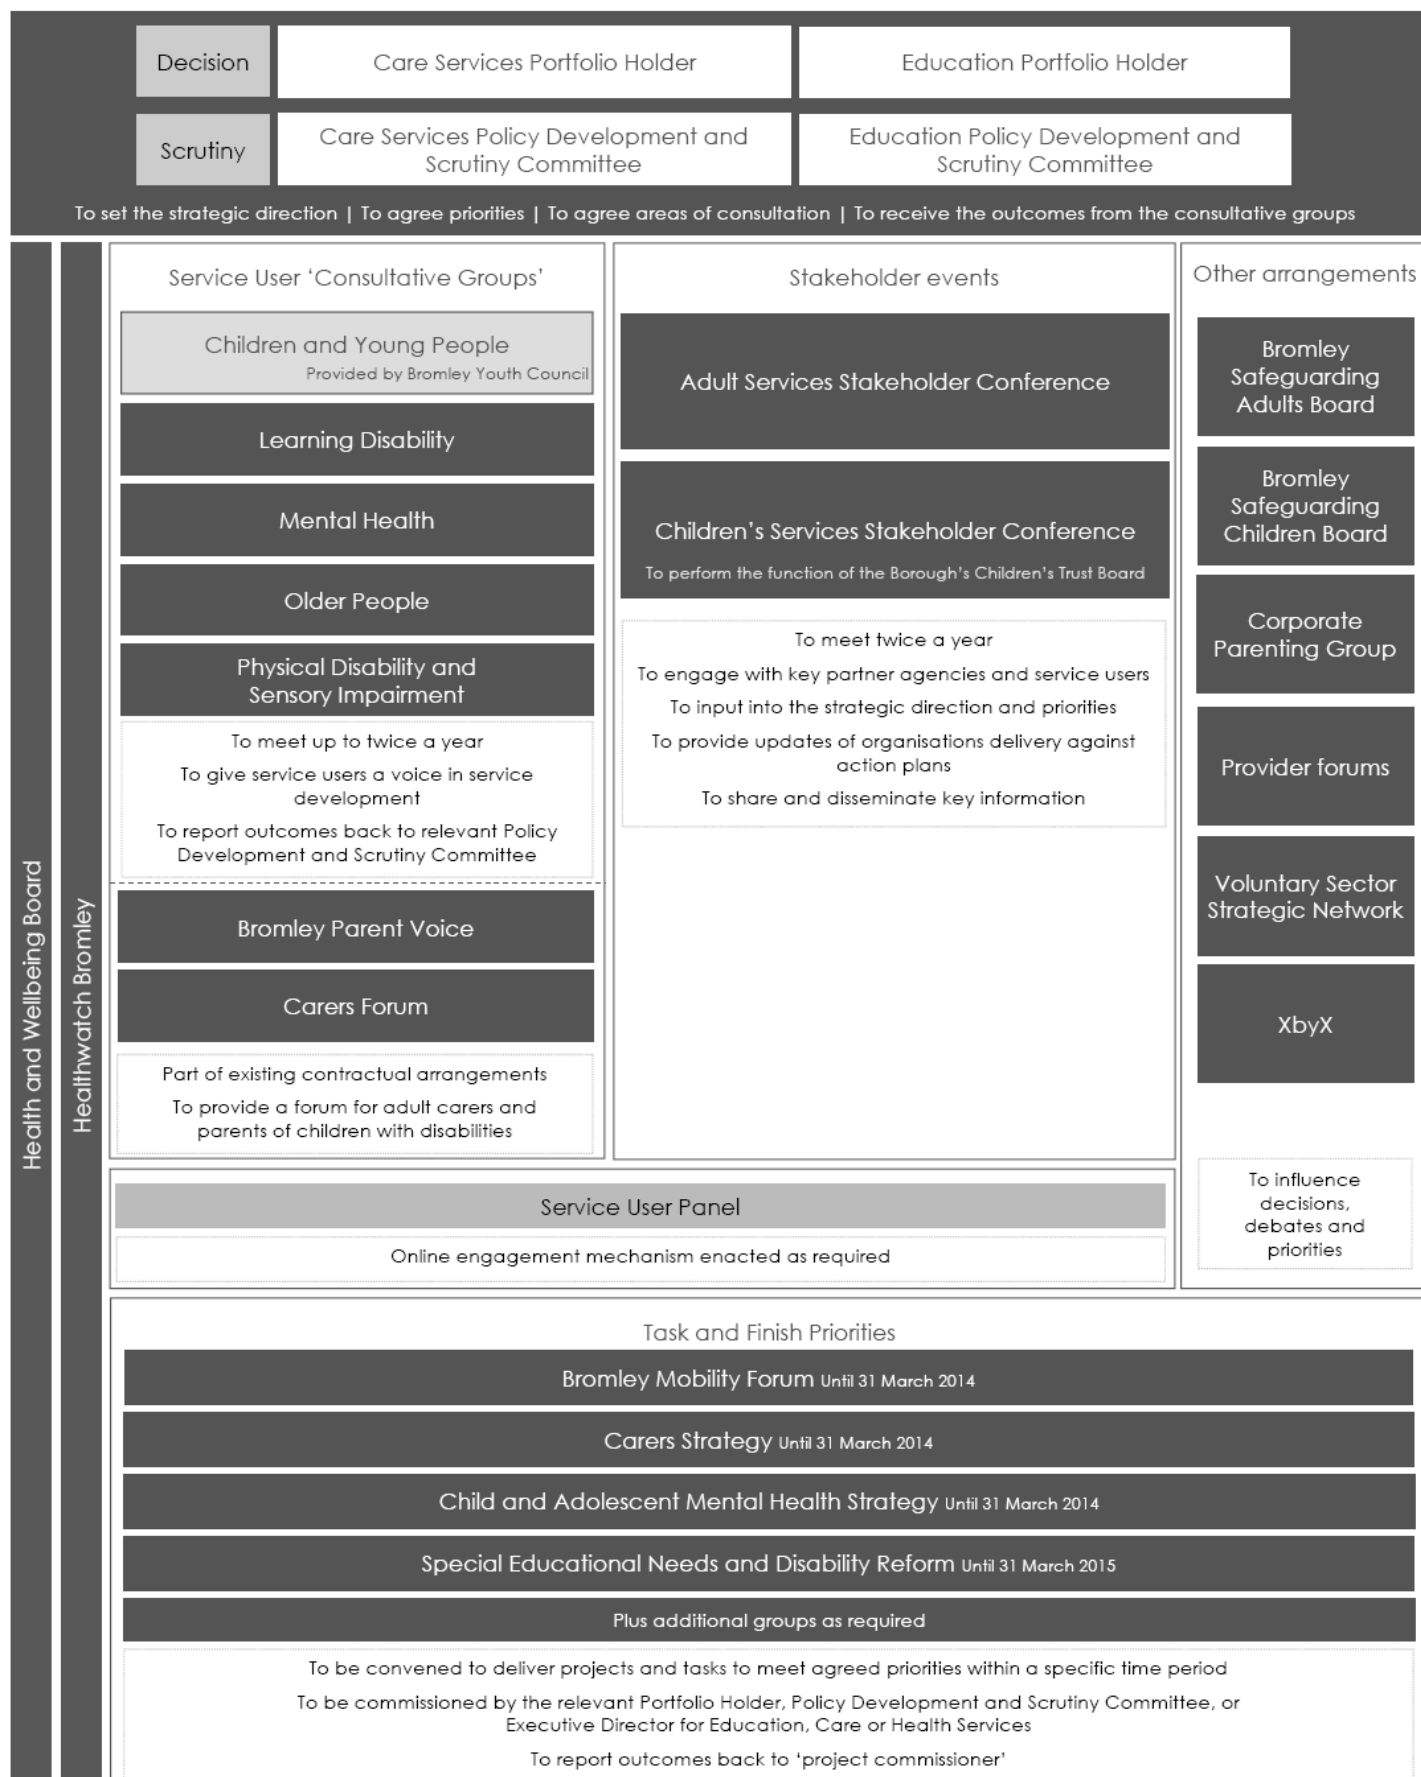 Decision
Care Services Portfolio Holder
Education Portfolio Holder
Scrutiny
Care Services Policy Development and
Scrutiny Committee
Education Policy Development and
Scrutiny Committee
To set the strategic direction | To agree priorities | To agree areas of consultation | To receive the outcomes from the consultative groups
Health and Wellbeing Board
Healthwatch Bromley
Service User ‘Consultative Groups’
Children and Young People
Provided by Bromley Youth Council
Learning Disability
Mental Health
Older People
Physical Disability and
Sensory Impairment
To meet up to twice a year
To give service users a voice in service
development
To report outcomes back to relevant Policy
Development and Scrutiny Committee
Bromley Parent Voice
Carers Forum
Part of existing contractual arrangements
To provide a forum for adult carers and
parents of children with disabilities
Stakeholder events
Adult Services Stakeholder Conference
Children’s Services Stakeholder Conference
To perform the function of the Borough’s Children’s Trust Board
To meet twice a year
To engage with key partner agencies and service users
To input into the strategic direction and priorities
To provide updates of organisations delivery against
action plans
To share and disseminate key information
Other arrangements
Bromley
Safeguarding
Adults Board
Bromley
Safeguarding
Children Board
Corporate
Parenting Group
Provider forums
Voluntary Sector
Strategic Network
XbyX
To influence
decisions,
debates and
priorities
Service User Panel
Online engagement mechanism enacted as required
Task and Finish Priorities
Bromley Mobility Forum Until 31 March 2014
Carers Strategy Until 31 March 2014
Child and Adolescent Mental Health Strategy Until 31 March 2014
Special Educational Needs and Disability Reform Until 31 March 2015
Plus additional groups as required
To be convened to deliver projects and tasks to meet agreed priorities within a specific time period
To be commissioned by the relevant Portfolio Holder, Policy Development and Scrutiny Committee, or
Executive Director for Education, Care or Health Services
To report outcomes back to ‘project commissioner’